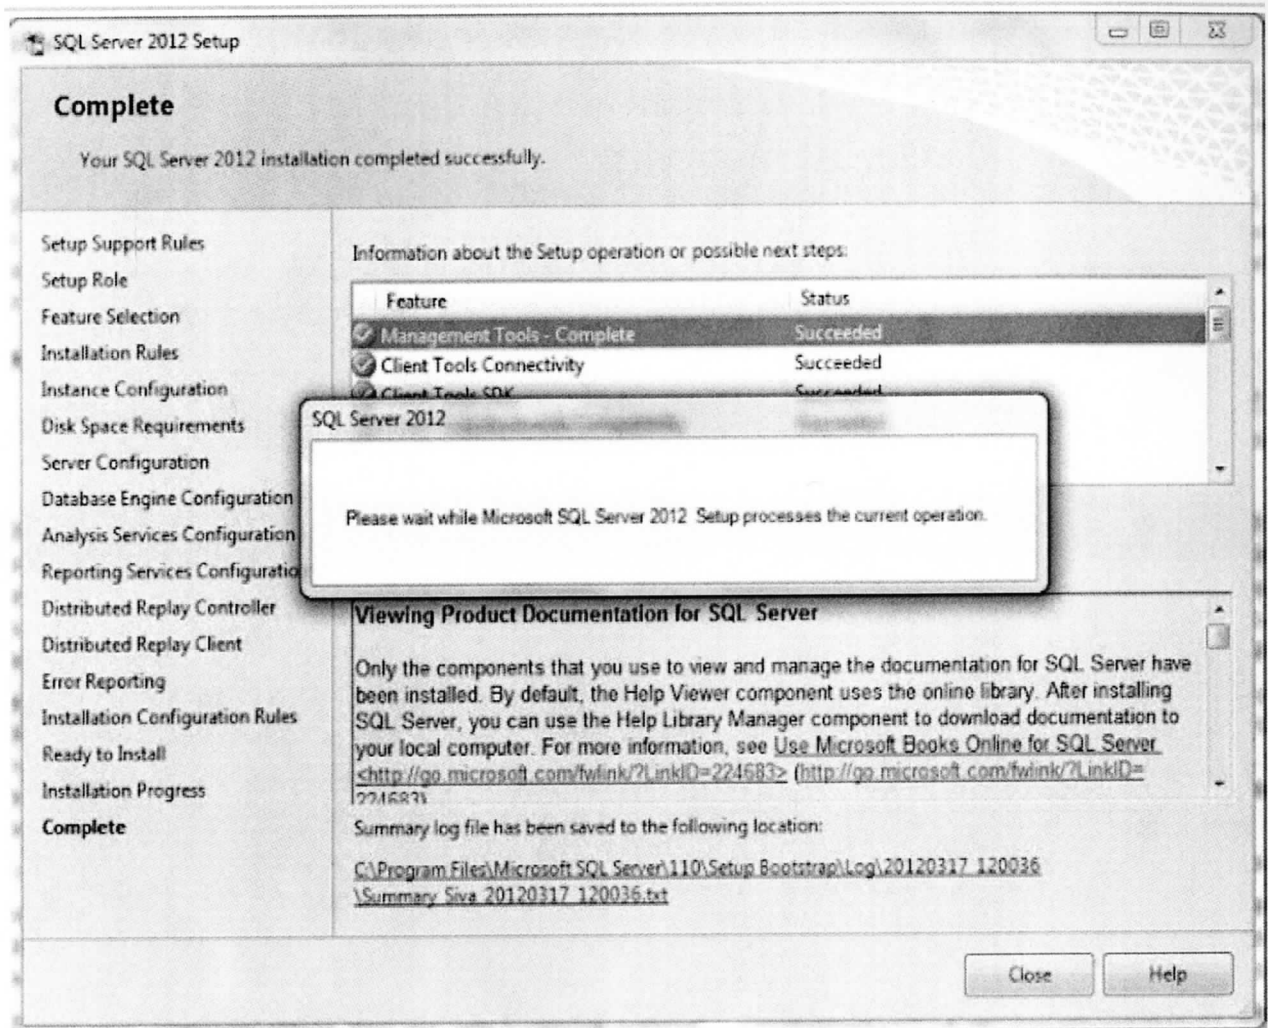 SQL Server 2012 Setup
Complete
Your SQL Server 2012 installation completed successfully.
Setup Support Rules
Setup Role
Feature Selection
Installation Rules
Instance Configuration
Disk Space Requirements
Server Configuration
Database Engine Configuration
Analysis Services Configuration
Reporting Services Configuratio
Distributed Replay Controller
Distributed Replay Client
Error Reporting
Installation Configuration Rules
Ready to Install
Installation Progress
Complete
Information about the Setup operation or possible next steps:
Feature Status
Management Tools - Complete Succeeded
Client Tools Connectivity Succeeded
Client Tools SDK Succeeded
SQL Server 2012
Please wait while Microsoft SQL Server 2012 Setup processes the current operation.
Viewing Product Documentation for SQL Server
Only the components that you use to view and manage the documentation for SQL Server have
been installed. By default, the Help Viewer component uses the online library. After installing
SQL Server, you can use the Help Library Manager component to download documentation to
your local computer. For more information, see Use Microsoft Books Online for SQL Server
<http://go.microsoft.com/fwlink/?LinkID=224683> (http://go.microsoft.com/fwlink/?LinkID=
224683)
Summary log file has been saved to the following location:
C:\Program Files\Microsoft SQL Server\110\Setup Bootstrap\Log\20120317_120036
\Summary_Siva_20120317_120036.txt
Close
Help